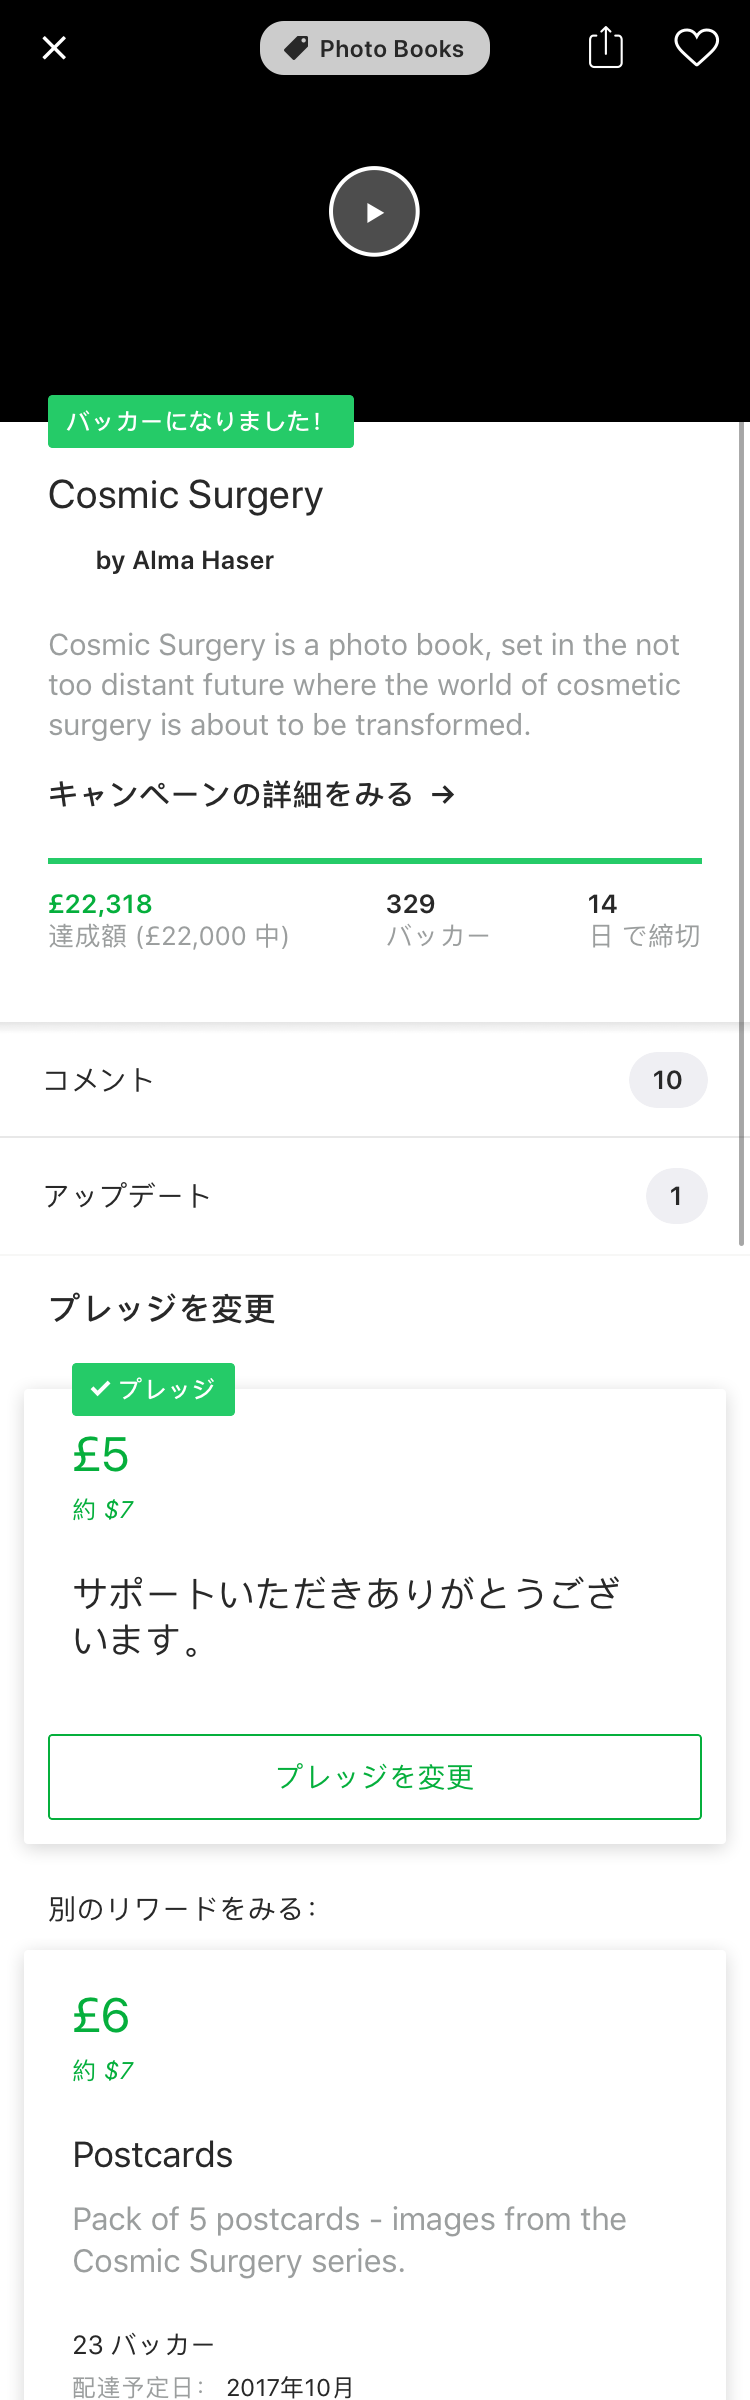 Photo Books
バッカーになりました!
Cosmic Surgery
by Alma Haser
Cosmic Surgery is a photo book, set in the not
too distant future where the world of cosmetic
surgery is about to be transformed.
キャンペーンの詳細をみる →
£22,318 329 14
達成額 (£22,000 中) バッカー 日 で締切
コメント 10
アップデート 1
プレッジを変更
プレッジ
£5
約 $7
サポートいただきありがとうござ
います。
プレッジを変更
別のリワードをみる:
£6
約 $7
Postcards
Pack of 5 postcards - images from the
Cosmic Surgery series.
23 バッカー
配達予定日: 2017年10月